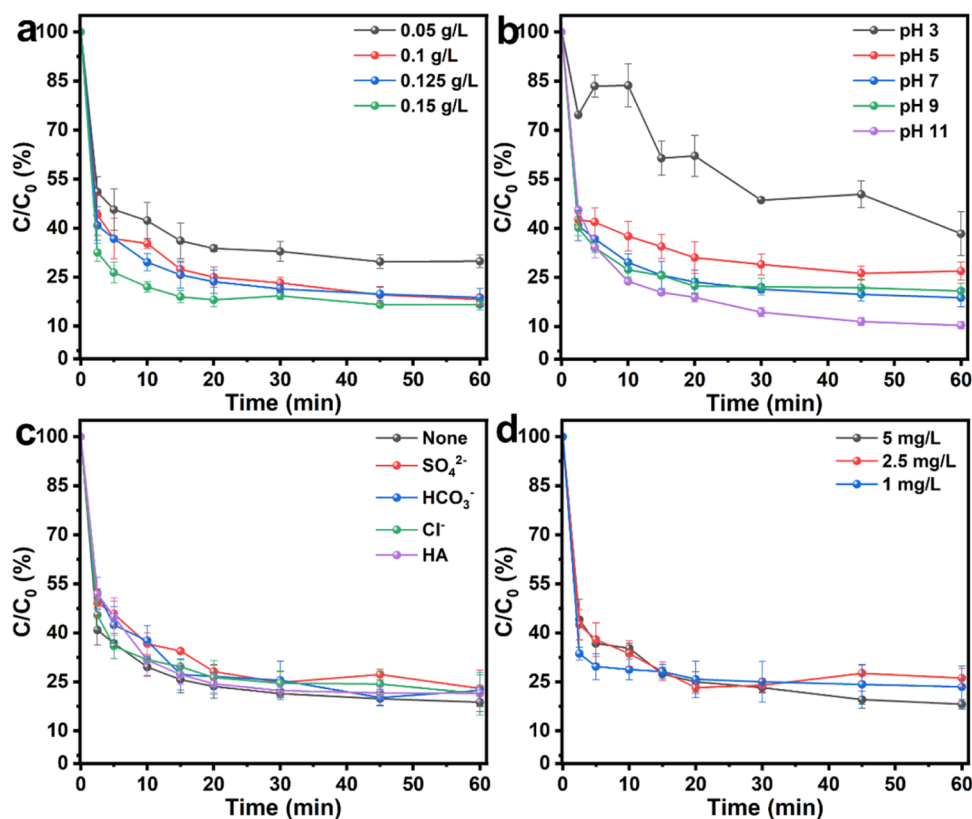 a
0.05 g/L
0.1 g/L
0.125 g/L
0.15 g/L
C/C₀ (%)
100
85
70
55
40
25
10
0
0 10 20 30 40 50 60
Time (min)
b
pH 3
pH 5
pH 7
pH 9
pH 11
C/C₀ (%)
100
85
70
55
40
25
10
0
0 10 20 30 40 50 60
Time (min)
c
None
SO₄²⁻
HCO₃⁻
Cl⁻
HA
C/C₀ (%)
100
85
70
55
40
25
10
0
0 10 20 30 40 50 60
Time (min)
d
5 mg/L
2.5 mg/L
1 mg/L
C/C₀ (%)
100
85
70
55
40
25
10
0
0 10 20 30 40 50 60
Time (min)